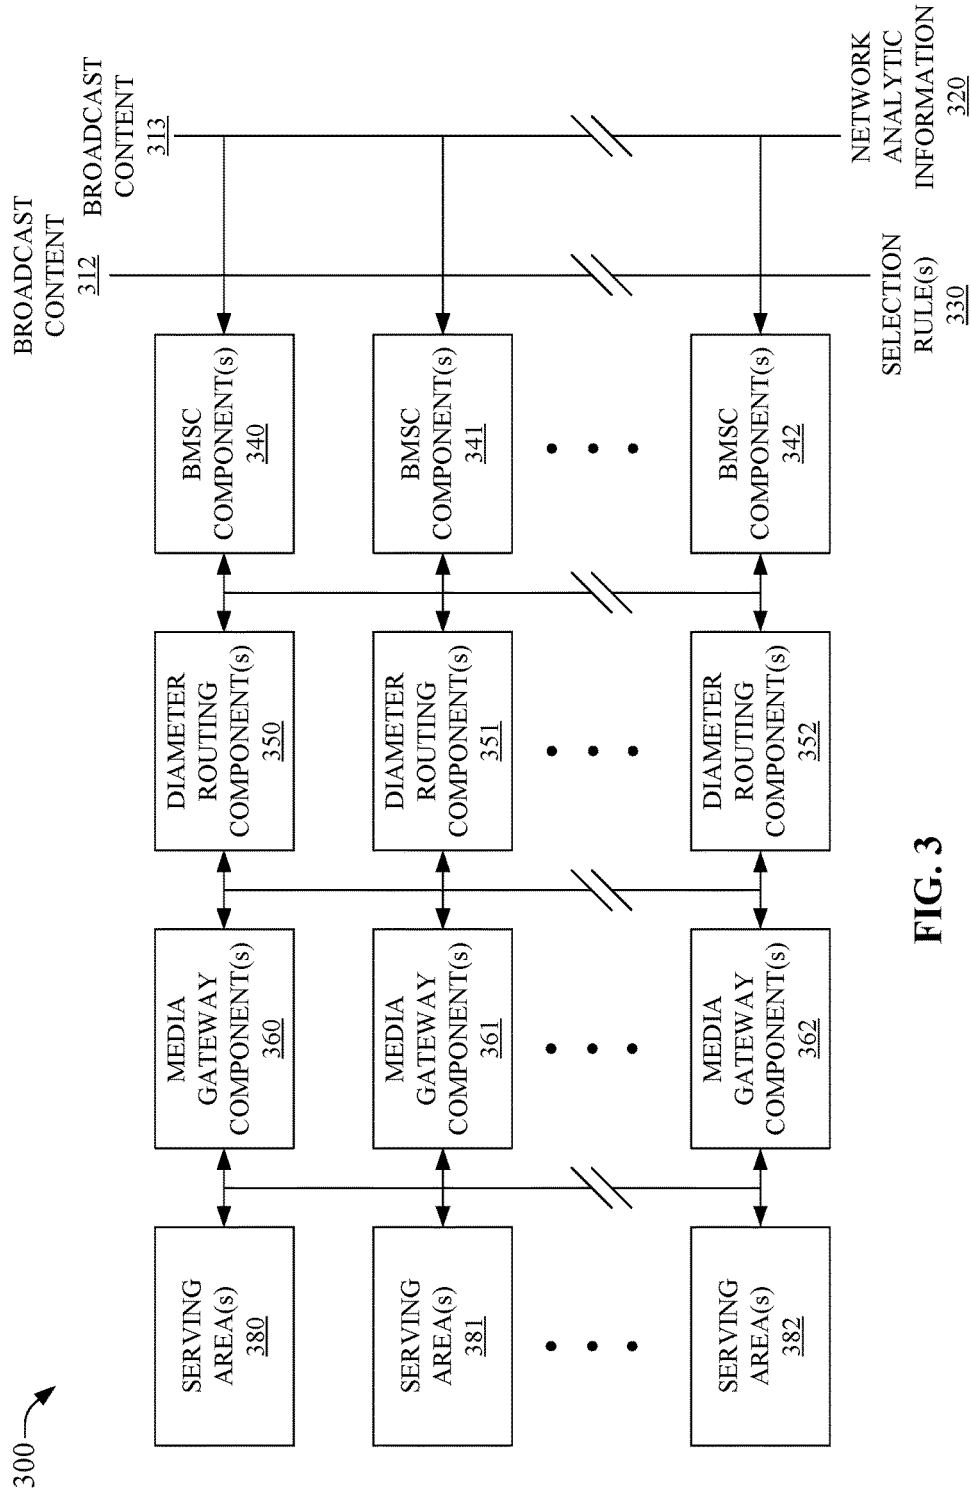 300
BROADCAST
CONTENT
312
BROADCAST
CONTENT
313
SELECTION
RULE(s)
330
NETWORK
ANALYTIC
INFORMATION
320
BMSC
COMPONENT(s)
340
BMSC
COMPONENT(s)
341
BMSC
COMPONENT(s)
342
DIAMETER
ROUTING
COMPONENT(s)
350
DIAMETER
ROUTING
COMPONENT(s)
351
DIAMETER
ROUTING
COMPONENT(s)
352
MEDIA
GATEWAY
COMPONENT(s)
360
MEDIA
GATEWAY
COMPONENT(s)
361
MEDIA
GATEWAY
COMPONENT(s)
362
SERVING
AREA(s)
380
SERVING
AREA(s)
381
SERVING
AREA(s)
382
FIG. 3